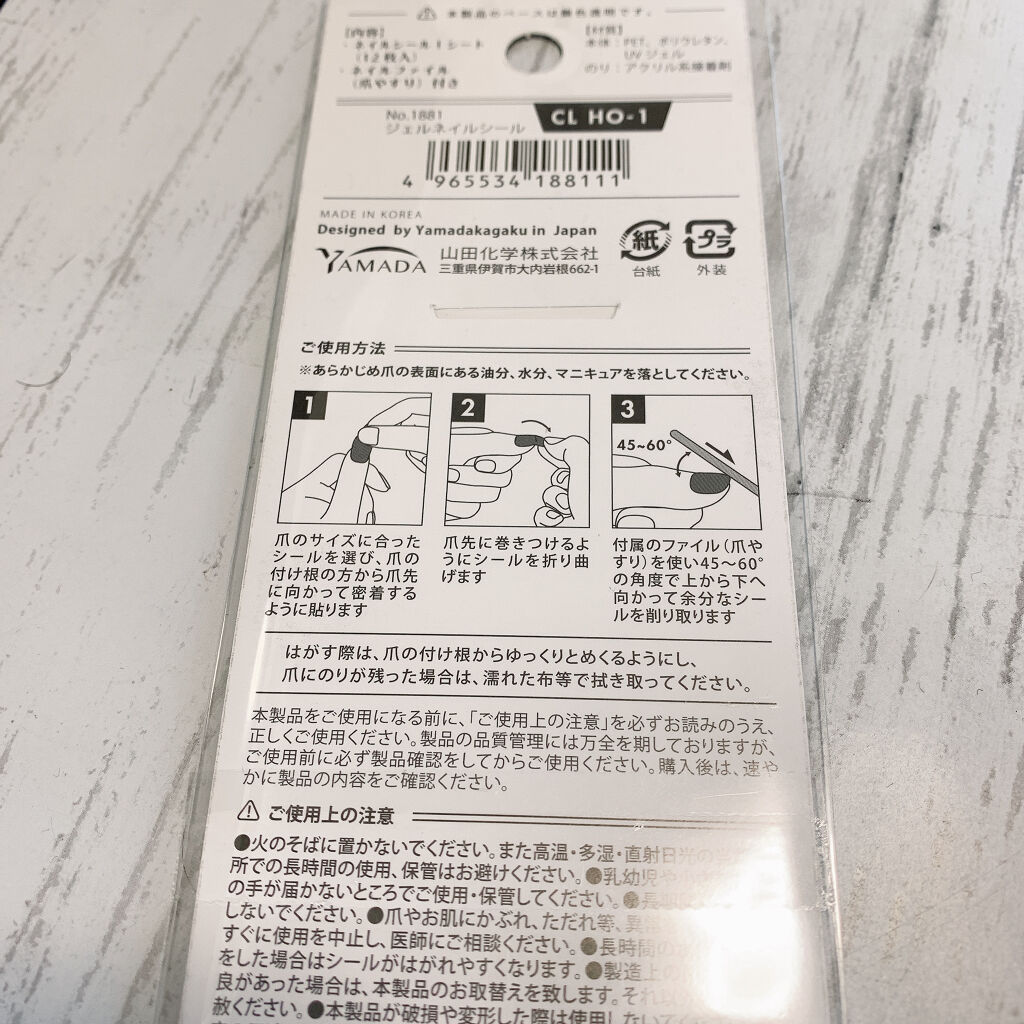 本製品のベースは無色透明です。
[内容]
・ネイルシール1シート
(12枚入)
・ネイルファイル
(爪やすり)付き
[材質]
本体：PET、ポリウレタン、
UVジェル
のり：アクリル系接着剤
No.1881
ジェルネイルシール
CL HO-1
4 965534 188111
MADE IN KOREA
Designed by Yamadakagaku in Japan
YAMADA
山田化学株式会社
三重県伊賀市大内岩根662-1
紙
台紙
プラ
外装
ご使用方法
※あらかじめ爪の表面にある油分、水分、マニキュアを落としてください。
1
爪のサイズに合った
シールを選び、爪の
付け根の方から爪先
に向かって密着する
ように貼ります
2
爪先に巻きつけるよ
うにシールを折り曲
げます
3
45~60°
付属のファイル(爪や
すり)を使い45〜60°
の角度で上から下へ
向かって余分なシー
ルを削り取ります
はがす際は、爪の付け根からゆっくりとめくるようにし、
爪にのりが残った場合は、濡れた布等で拭き取ってください。
本製品をご使用になる前に、「ご使用上の注意」を必ずお読みのうえ、
正しくご使用ください。製品の品質管理には万全を期しておりますが、
ご使用前に必ず製品確認をしてからご使用ください。購入後は、速や
かに製品の内容をご確認ください。
ご使用上の注意
●火のそばに置かないでください。また高温・多湿・直射日光の
所での長時間の使用、保管はお避けください。●乳幼児や
の手が届かないところでご使用・保管してください。●長期
しないでください。●爪やお肌にかぶれ、ただれ等、異
すぐに使用を中止し、医師にご相談ください。●長時間
をした場合はシールがはがれやすくなります。●製造上の
良があった場合は、本製品のお取替えを致します。それ
赦ください。●本製品が破損や変形した際は使用しないでく